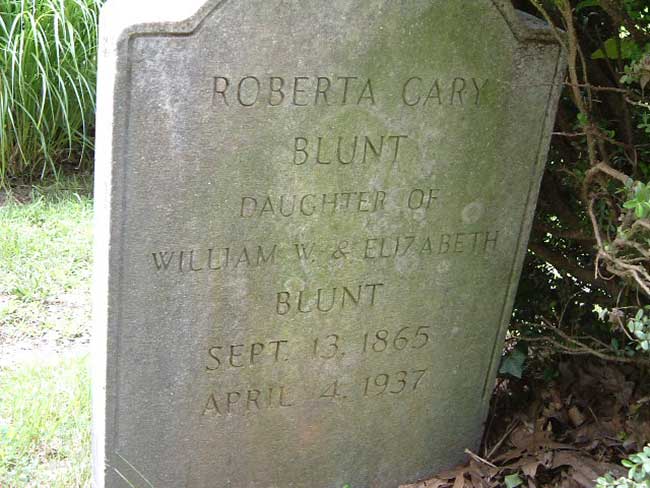 ROBERTA CARY
BLUNT
DAUGHTER OF
WILLIAM W. & ELIZABETH
BLUNT
SEPT. 13, 1865
APRIL 4, 1937